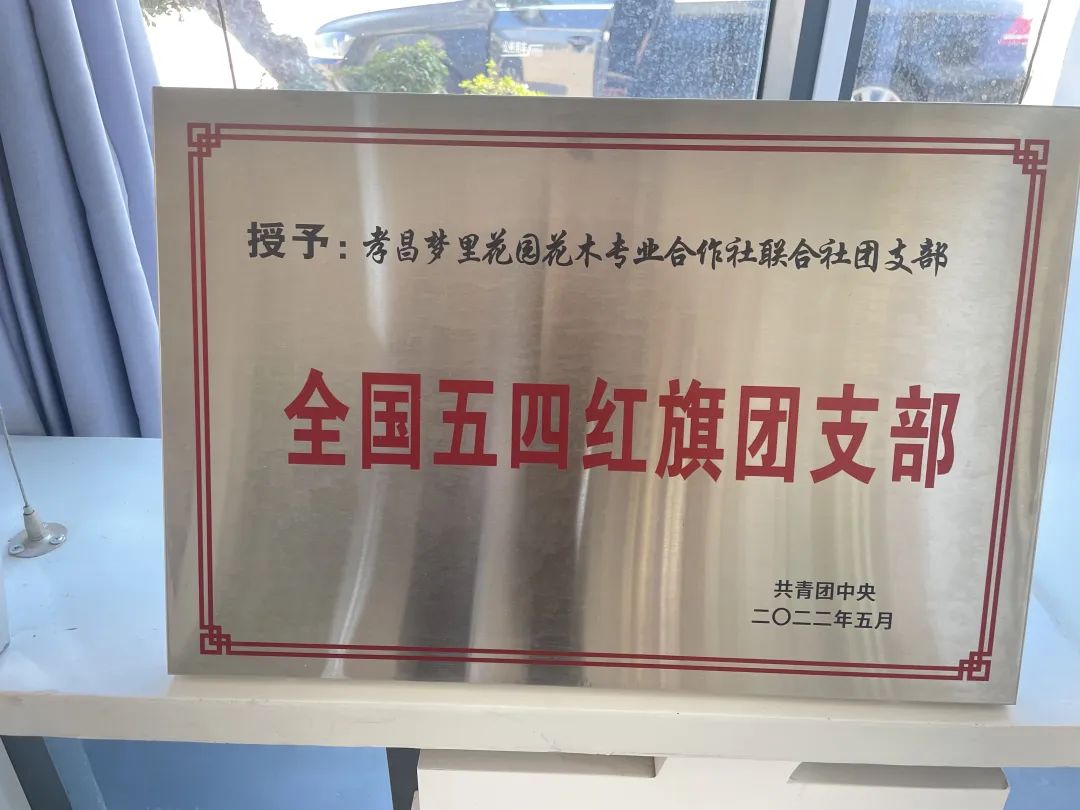 授予：孝昌梦里花园花木专业合作社联合社团支部
全国五四红旗团支部
共青团中央
二〇二二年五月